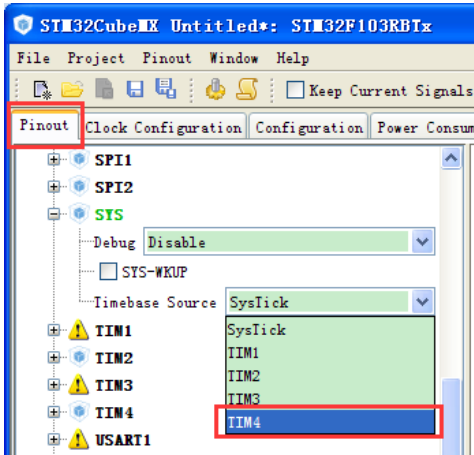 STM32CubeMX Untitled*: STM32F103RBTx
File Project Pinout Window Help
Keep Current Signals
Pinout Clock Configuration Configuration Power Consum
SPI1
SPI2
SYS
Debug Disable
SYS-WKUP
Timebase Source SysTick
SysTick
TIM1
TIM1
TIM2
TIM2
TIM3
TIM3
TIM4
TIM4
USART1